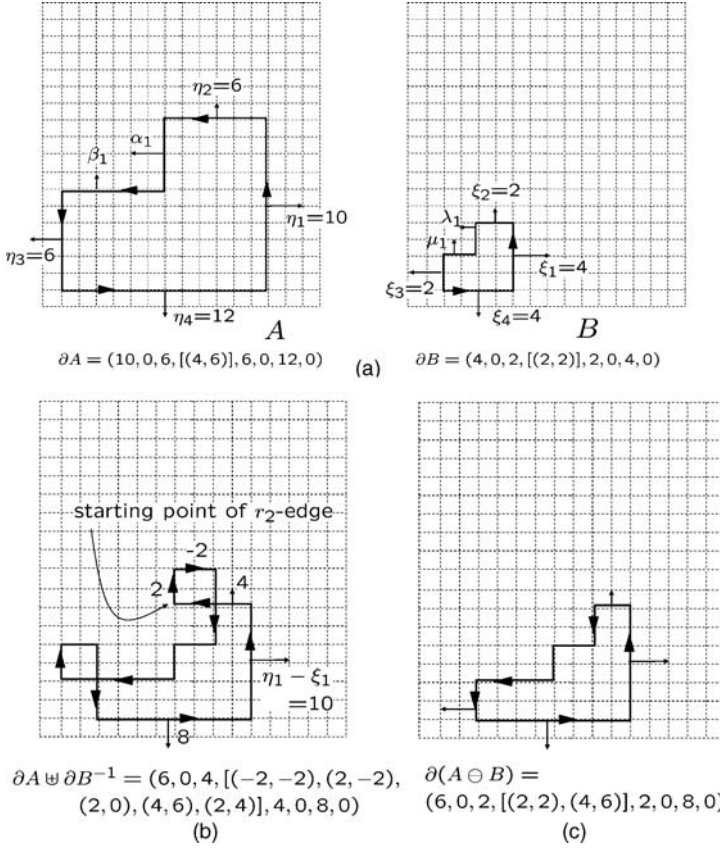 η₂=6
α₁
β₁
η₁=10
η₃=6
η₄=12
A
∂A = (10, 0, 6, [(4, 6)], 6, 0, 12, 0)
ξ₂=2
λ₁
μ₁
ξ₁=4
ξ₃=2
ξ₄=4
B
∂B = (4, 0, 2, [(2, 2)], 2, 0, 4, 0)
(a)
starting point of r₂-edge
-2
2
4
η₁ − ξ₁
=10
8
∂A ⊎ ∂B⁻¹ = (6, 0, 4, [(−2, −2), (2, −2),
(2, 0), (4, 6), (2, 4)], 4, 0, 8, 0)
(b)
∂(A ⊖ B) =
(6, 0, 2, [(2, 2), (4, 6)], 2, 0, 8, 0)
(c)